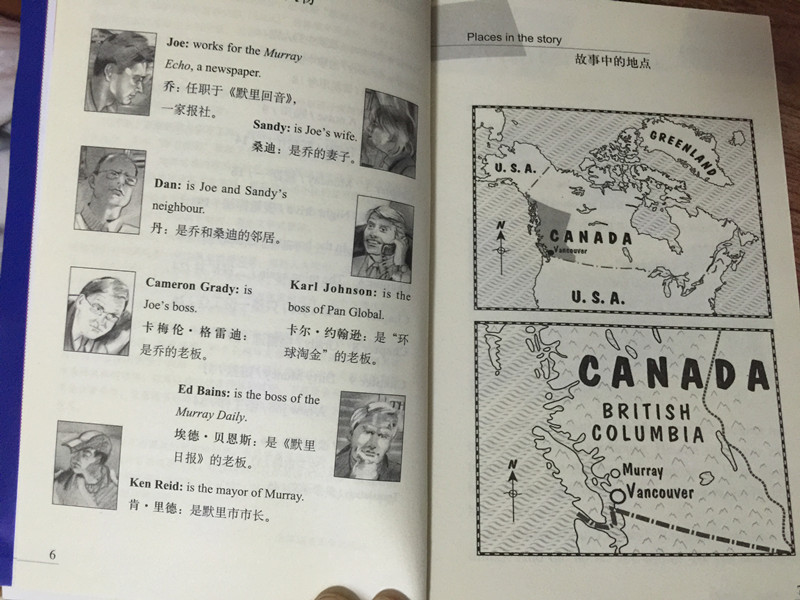 Joe: works for the Murray
Echo, a newspaper.
乔：任职于《默里回音》，
一家报社。
Sandy: is Joe's wife.
桑迪：是乔的妻子。
Dan: is Joe and Sandy's
neighbour.
丹：是乔和桑迪的邻居。
Cameron Grady: is
Joe's boss.
卡梅伦·格雷迪：
是乔的老板。
Karl Johnson: is the
boss of Pan Global.
卡尔·约翰逊：是“环
球淘金”的老板。
Ed Bains: is the boss of the
Murray Daily.
埃德·贝恩斯：是《默里
日报》的老板。
TH
Ken Reid: is the mayor of Murray.
肯·里德：是默里市市长。
6
Places in the story
故事中的地点
GREENLAND
U.S.A.
N
CANADA
Vancouver
U.S.A.
CANADA
BRITISH
COLUMBIA
N
Murray
Vancouver